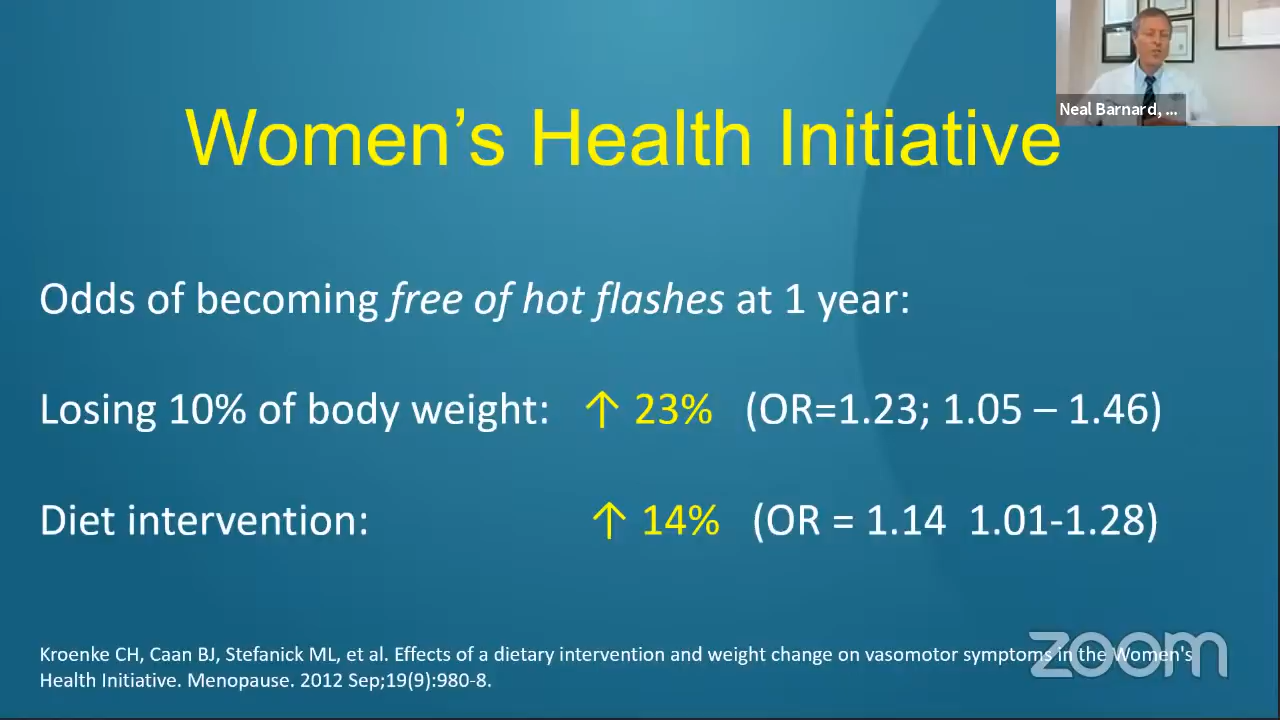 Neal Barnard, ...
Women’s Health Initiative
Odds of becoming free of hot flashes at 1 year:
Losing 10% of body weight: ↑ 23% (OR=1.23; 1.05 – 1.46)
Diet intervention: ↑ 14% (OR = 1.14 1.01-1.28)
Kroenke CH, Caan BJ, Stefanick ML, et al. Effects of a dietary intervention and weight change on vasomotor symptoms in the Women's
Health Initiative. Menopause. 2012 Sep;19(9):980-8.
zoom